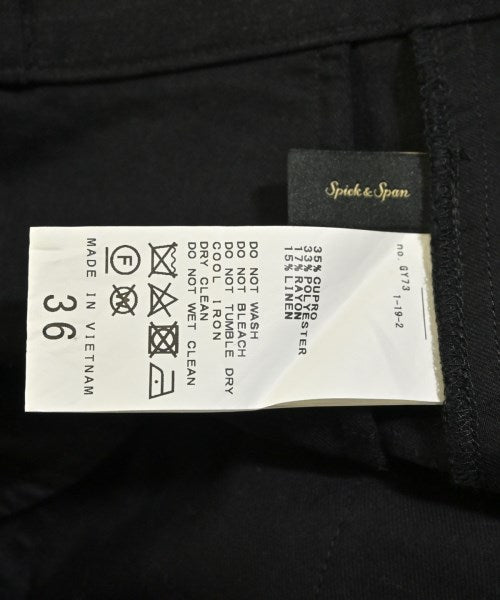 Spick & Span
no. GY73 1-19-2
35% CUPRO
33% POLYESTER
17% RAYON
15% LINEN
DO NOT WASH
DO NOT BLEACH
DO NOT TUMBLE DRY
COOL IRON
DRY CLEAN
DO NOT WET CLEAN
F
W
MADE IN VIETNAM
36